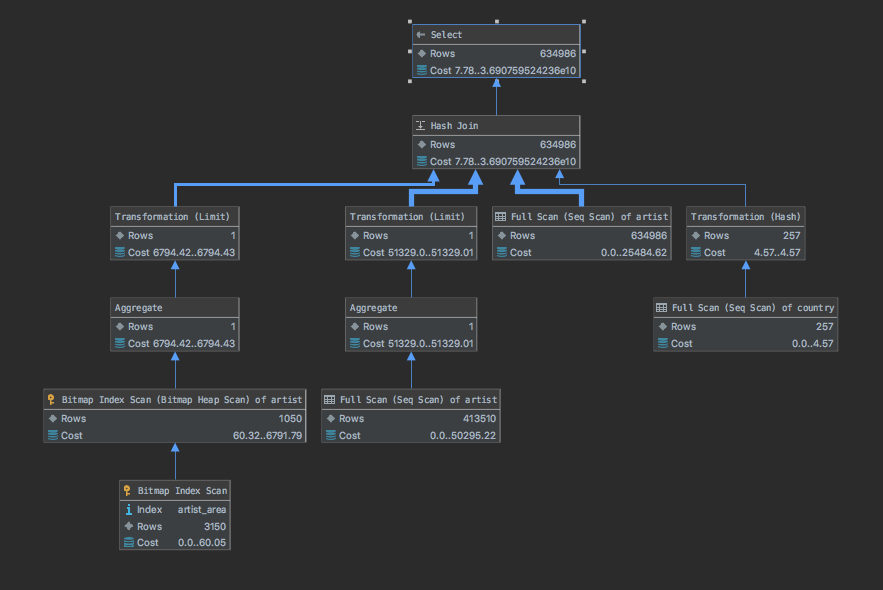 Select
Rows 634986
Cost 7.78..3.690759524236e10
Hash Join
Rows 634986
Cost 7.78..3.690759524236e10
Transformation (Limit)
Rows 1
Cost 6794.42..6794.43
Transformation (Limit)
Rows 1
Cost 51329.0..51329.01
Full Scan (Seq Scan) of artist
Rows 634986
Cost 0.0..25484.62
Transformation (Hash)
Rows 257
Cost 4.57..4.57
Aggregate
Rows 1
Cost 6794.42..6794.43
Aggregate
Rows 1
Cost 51329.0..51329.01
Full Scan (Seq Scan) of country
Rows 257
Cost 0.0..4.57
Bitmap Index Scan (Bitmap Heap Scan) of artist
Rows 1050
Cost 60.32..6791.79
Full Scan (Seq Scan) of artist
Rows 413510
Cost 0.0..50295.22
Bitmap Index Scan
Index artist_area
Rows 3150
Cost 0.0..60.05